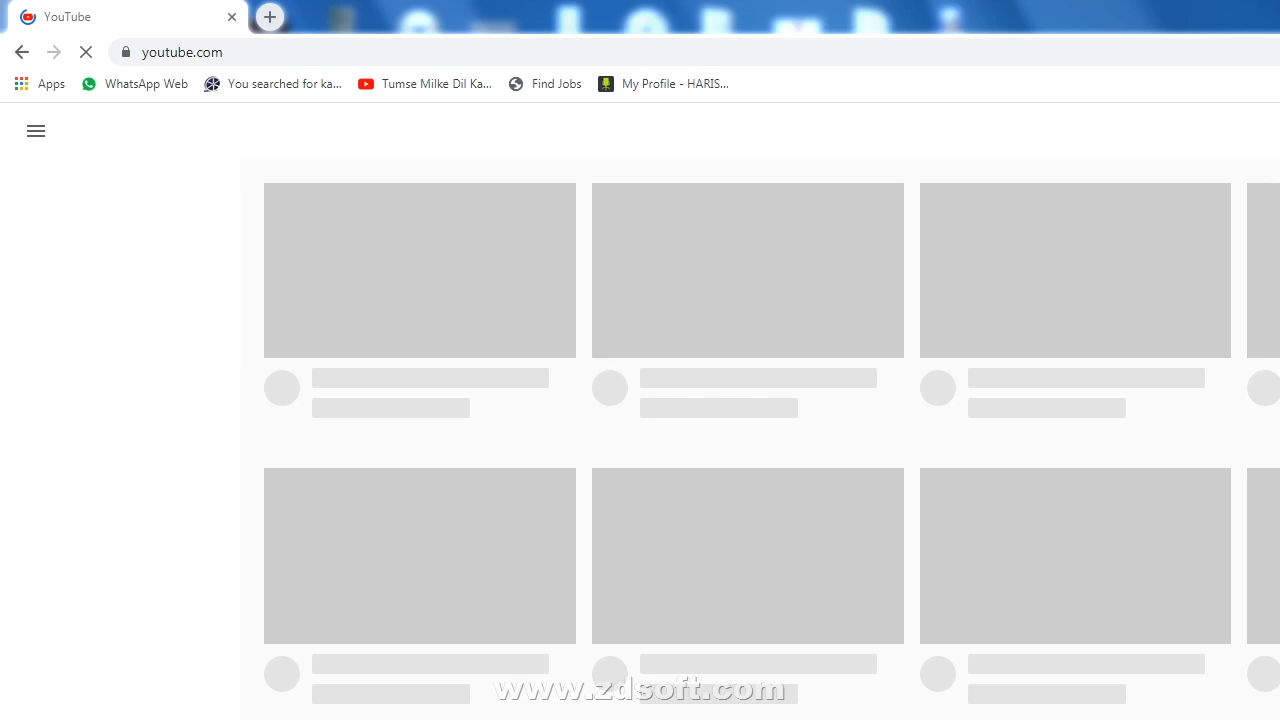 YouTube
youtube.com
Apps WhatsApp Web You searched for ka... Tumse Milke Dil Ka... Find Jobs My Profile - HARIS...
www.zdsoft.com